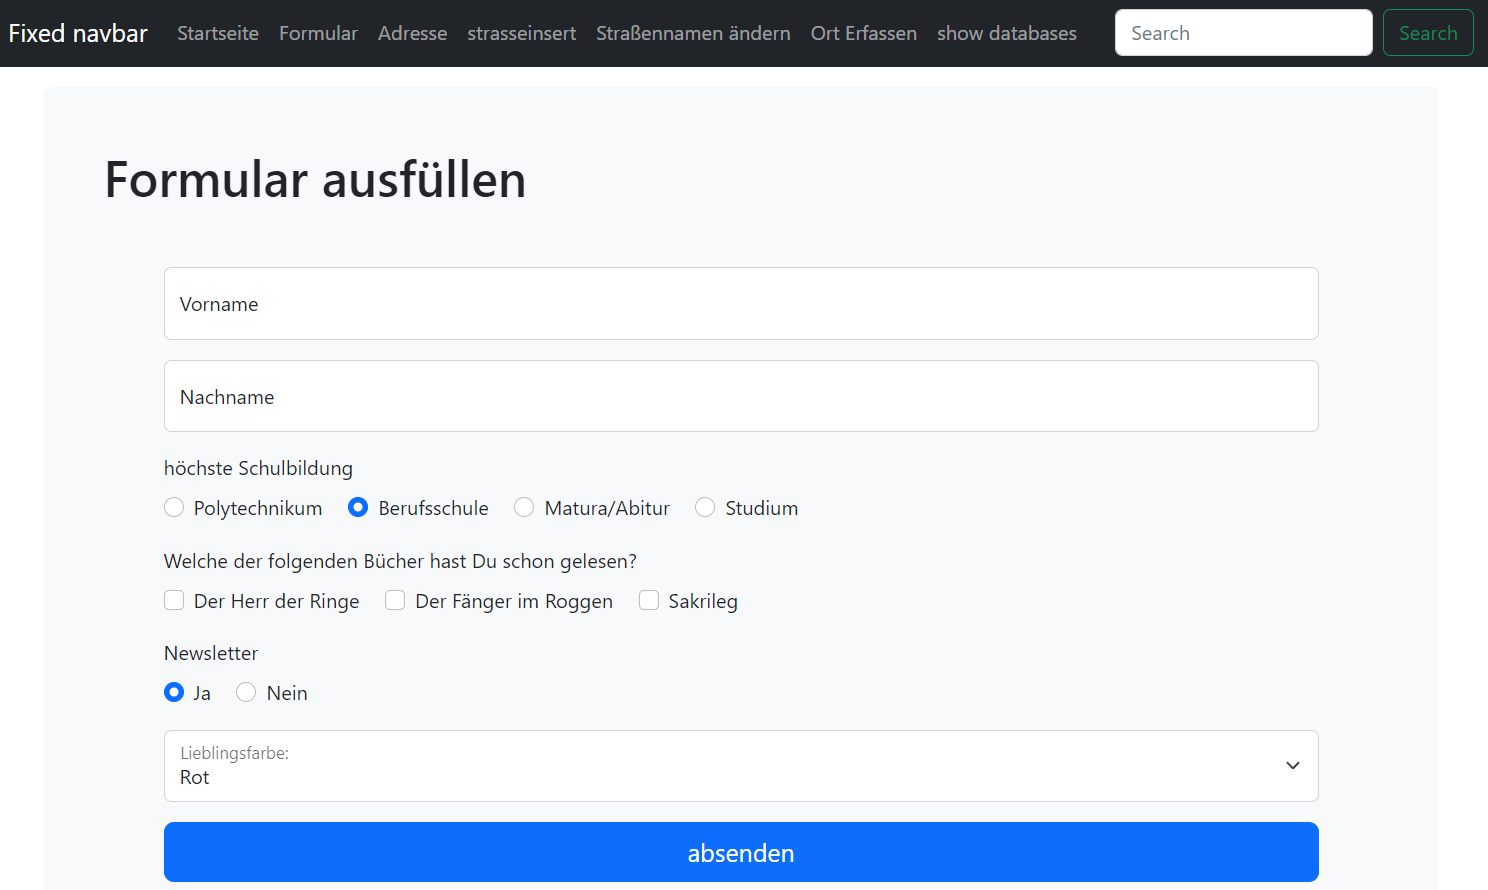 Fixed navbar Startseite Formular Adresse strasseinsert Straßennamen ändern Ort Erfassen show databases Search Search
Formular ausfüllen
Vorname
Nachname
höchste Schulbildung
Polytechnikum Berufsschule Matura/Abitur Studium
Welche der folgenden Bücher hast Du schon gelesen?
Der Herr der Ringe Der Fänger im Roggen Sakrileg
Newsletter
Ja Nein
Lieblingsfarbe:
Rot
absenden